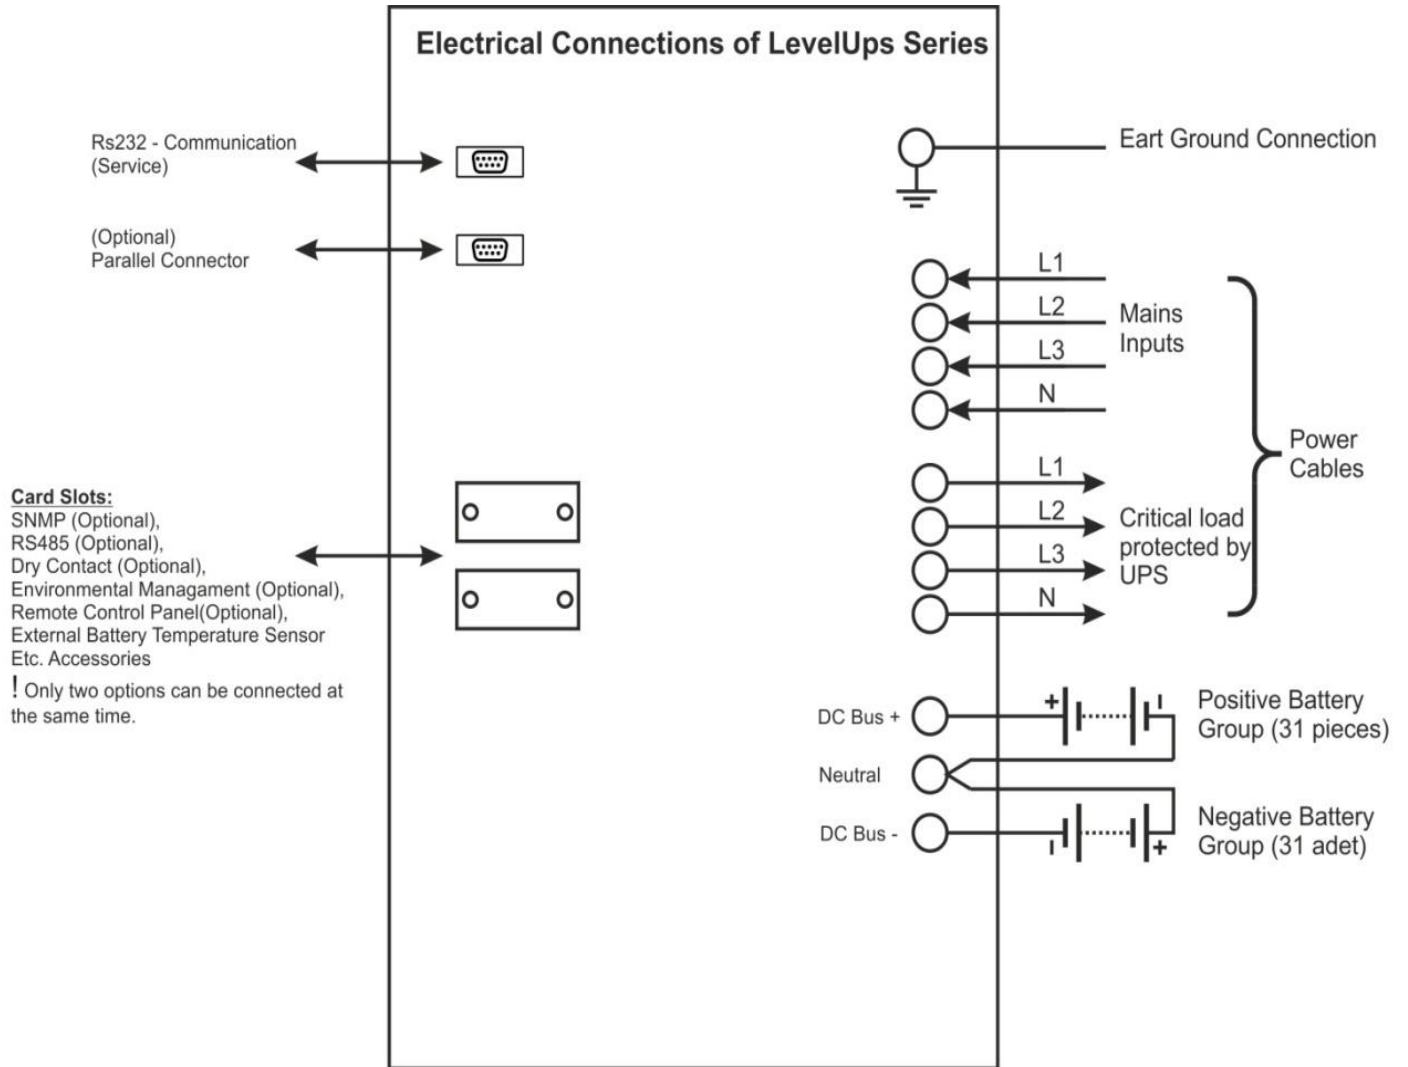 Electrical Connections of LevelUps Series
Rs232 - Communication
(Service)
(Optional)
Parallel Connector
Card Slots:
SNMP (Optional),
RS485 (Optional),
Dry Contact (Optional),
Environmental Managament (Optional),
Remote Control Panel(Optional),
External Battery Temperature Sensor
Etc. Accessories
! Only two options can be connected at
the same time.
Eart Ground Connection
L1
L2
L3
N
Mains
Inputs
L1
L2
L3
N
Critical load
protected by
UPS
Power
Cables
DC Bus +
Neutral
DC Bus -
+
-
Positive Battery
Group (31 pieces)
-
+
Negative Battery
Group (31 adet)